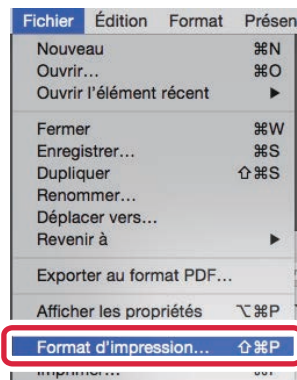 Fichier Édition Format Présen
Nouveau ⌘N
Ouvrir… ⌘O
Ouvrir l'élément récent ▶
Fermer ⌘W
Enregistrer… ⌘S
Dupliquer ⇧⌘S
Renommer…
Déplacer vers…
Revenir à ▶
Exporter au format PDF…
Afficher les propriétés ⌥⌘P
Format d'impression… ⇧⌘P
Imprimer… ⌘P